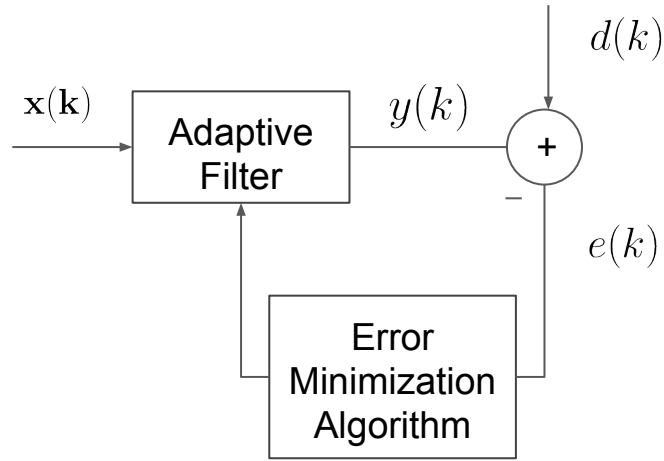 d(k)
x(k)
Adaptive
Filter
y(k)
+
−
e(k)
Error
Minimization
Algorithm